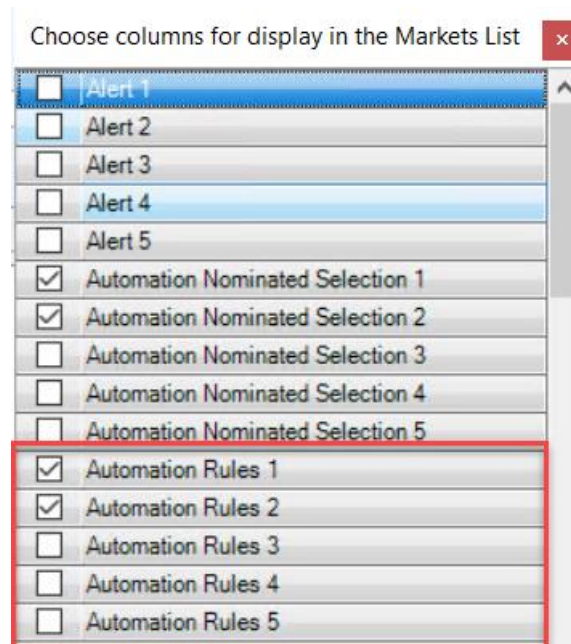 Choose columns for display in the Markets List
Alert 1
Alert 2
Alert 3
Alert 4
Alert 5
Automation Nominated Selection 1
Automation Nominated Selection 2
Automation Nominated Selection 3
Automation Nominated Selection 4
Automation Nominated Selection 5
Automation Rules 1
Automation Rules 2
Automation Rules 3
Automation Rules 4
Automation Rules 5